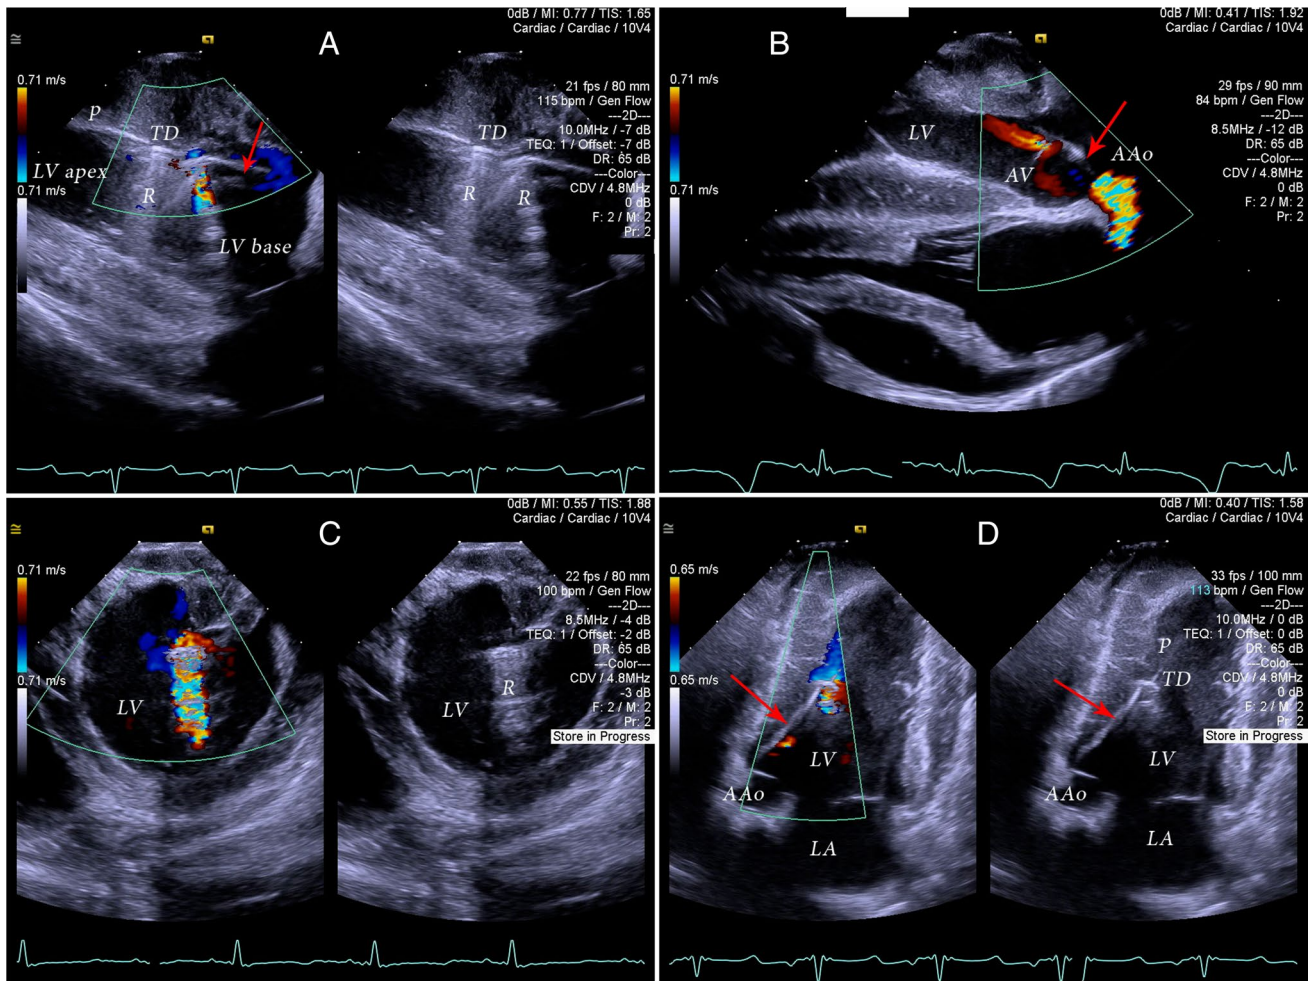 0dB / MI: 0.77 / TIS: 1.65
Cardiac / Cardiac / 10V4
A
0.71 m/s
21 fps / 80 mm
115 bpm / Gen Flow
---2D---
10.0MHz / -7 dB
TEQ: 1 / Offset: -7 dB
DR: 65 dB
---Color---
CDV / 4.8MHz
0 dB
F: 2 / M: 2
Pr: 2
P
TD
TD
LV apex
0.71 m/s
R
R
R
LV base
0dB / MI: 0.41 / TIS: 1.92
Cardiac / Cardiac / 10V4
B
0.71 m/s
29 fps / 90 mm
84 bpm / Gen Flow
---2D---
8.5MHz / -12 dB
DR: 65 dB
---Color---
CDV / 4.8MHz
0 dB
F: 2 / M: 2
Pr: 2
LV
AAo
AV
0.71 m/s
0dB / MI: 0.55 / TIS: 1.88
Cardiac / Cardiac / 10V4
C
0.71 m/s
22 fps / 80 mm
100 bpm / Gen Flow
---2D---
8.5MHz / -4 dB
TEQ: 1 / Offset: -2 dB
DR: 65 dB
---Color---
CDV / 4.8MHz
-3 dB
F: 2 / M: 2
Pr: 2
Store in Progress
0.71 m/s
R
LV
LV
0dB / MI: 0.40 / TIS: 1.58
Cardiac / Cardiac / 10V4
D
0.65 m/s
33 fps / 100 mm
113 bpm / Gen Flow
---2D---
10.0MHz / 0 dB
TEQ: 1 / Offset: 0 dB
DR: 65 dB
---Color---
CDV / 4.8MHz
0 dB
F: 2 / M: 2
Pr: 2
Store in Progress
P
TD
0.65 m/s
LV
LV
AAo
AAo
LA
LA